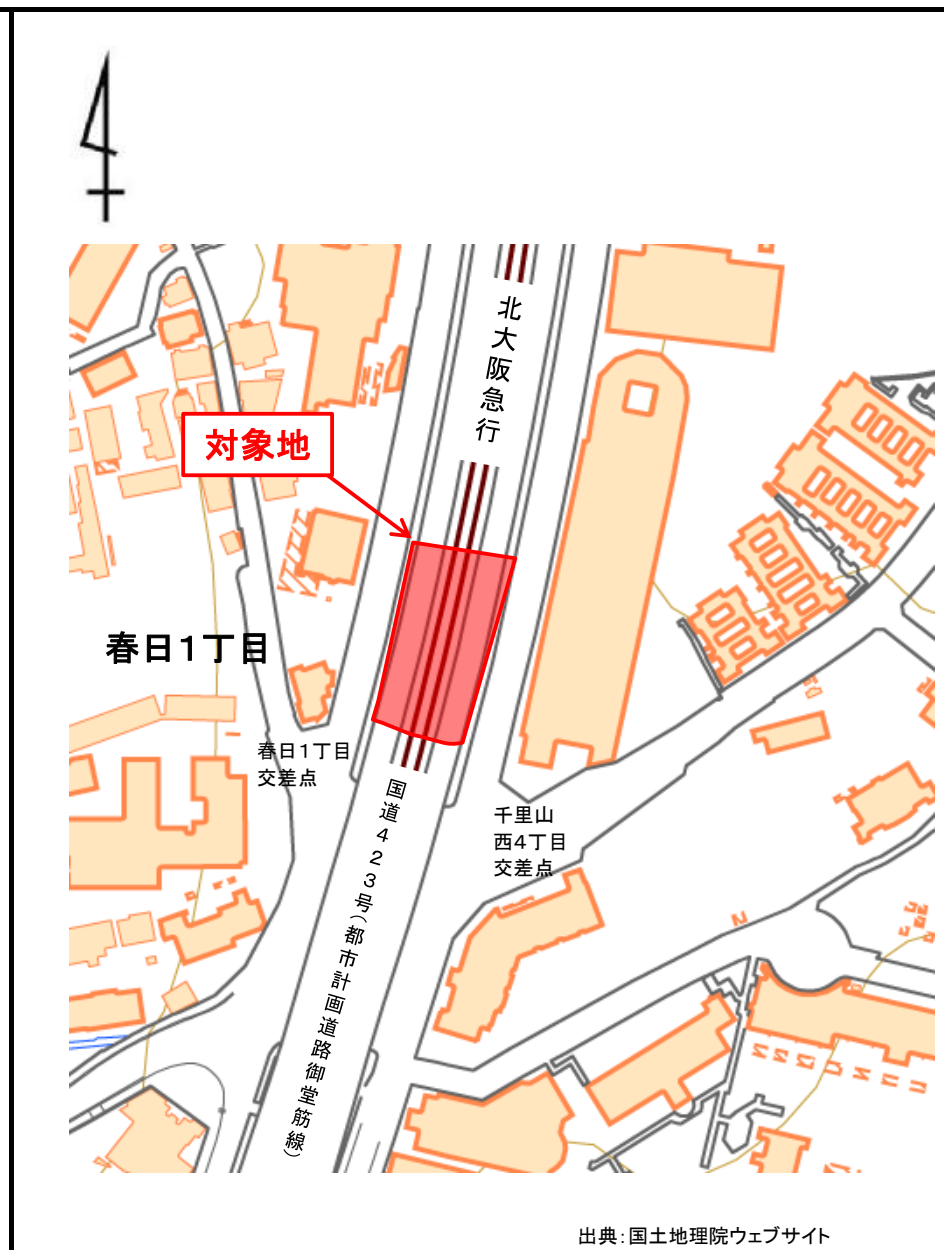 北大阪急行
対象地
春日1丁目
春日1丁目
交差点
千里山
西4丁目
交差点
国道423号(都市計画道路御堂筋線)
出典:国土地理院ウェブサイト